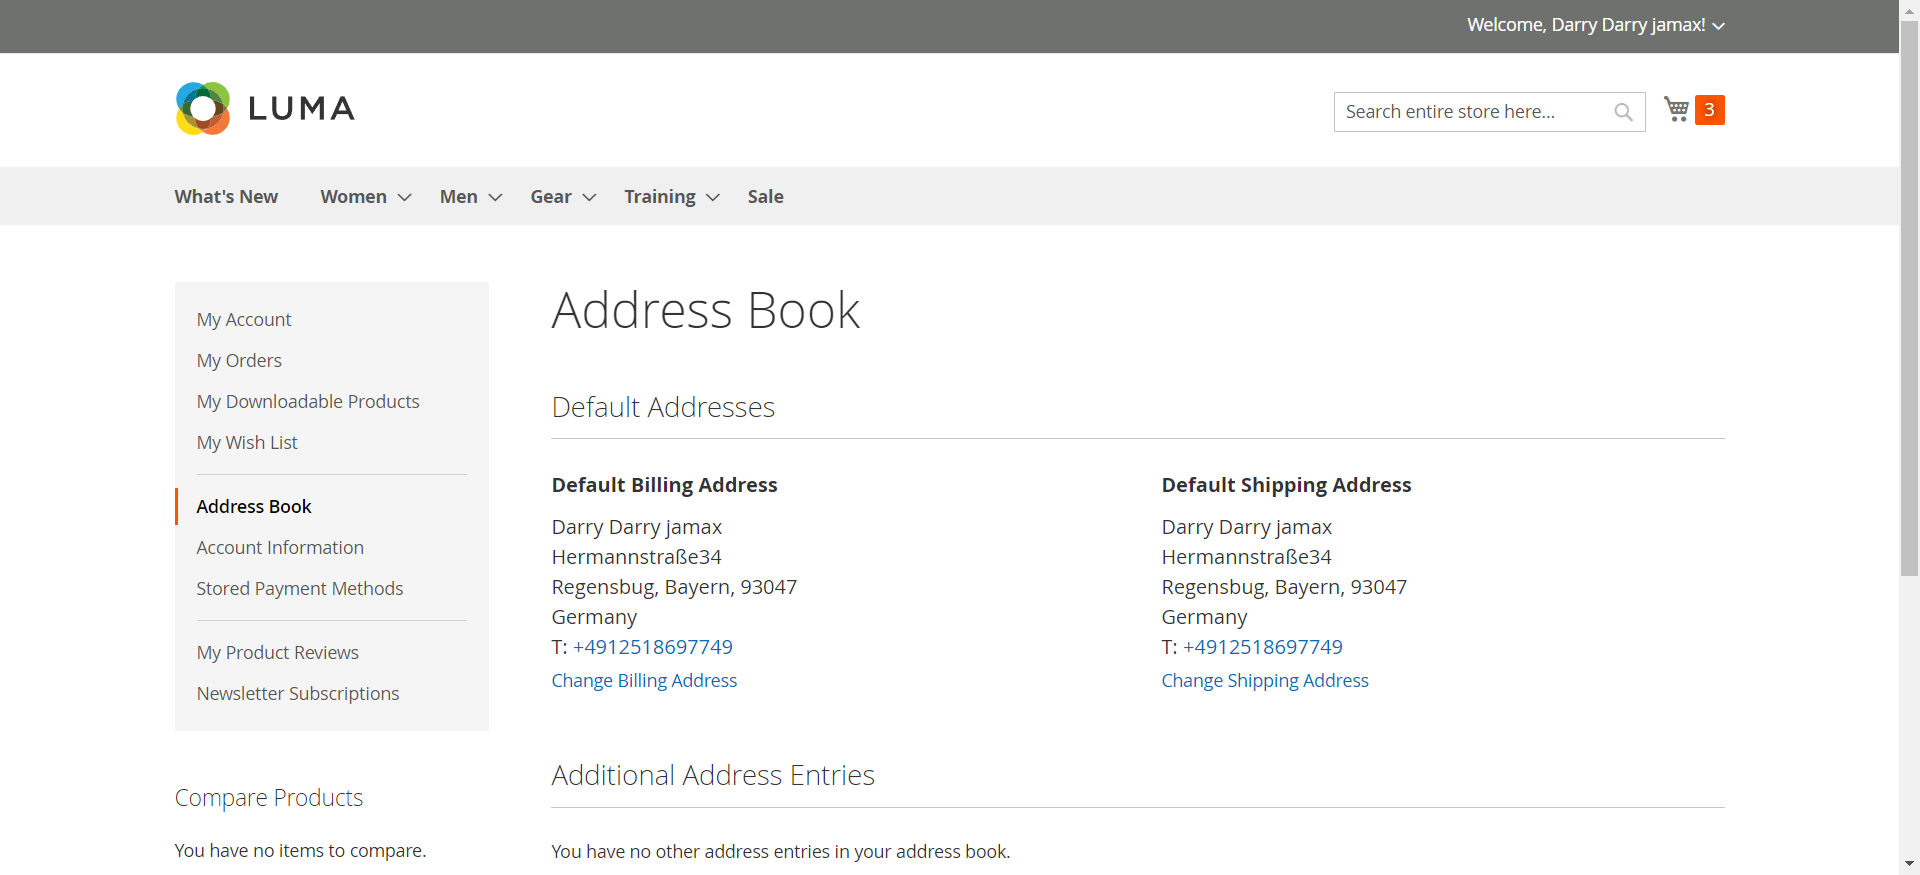 Welcome, Darry Darry jamax!
LUMA
Search entire store here...
3
What's New Women Men Gear Training Sale
My Account
My Orders
My Downloadable Products
My Wish List
Address Book
Account Information
Stored Payment Methods
My Product Reviews
Newsletter Subscriptions
Compare Products
You have no items to compare.
Address Book
Default Addresses
Default Billing Address
Darry Darry jamax
Hermannstraße34
Regensbug, Bayern, 93047
Germany
T: +4912518697749
Change Billing Address
Default Shipping Address
Darry Darry jamax
Hermannstraße34
Regensbug, Bayern, 93047
Germany
T: +4912518697749
Change Shipping Address
Additional Address Entries
You have no other address entries in your address book.